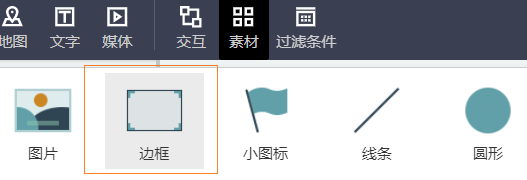 地图 文字 媒体 交互 素材 过滤条件
图片 边框 小图标 线条 圆形